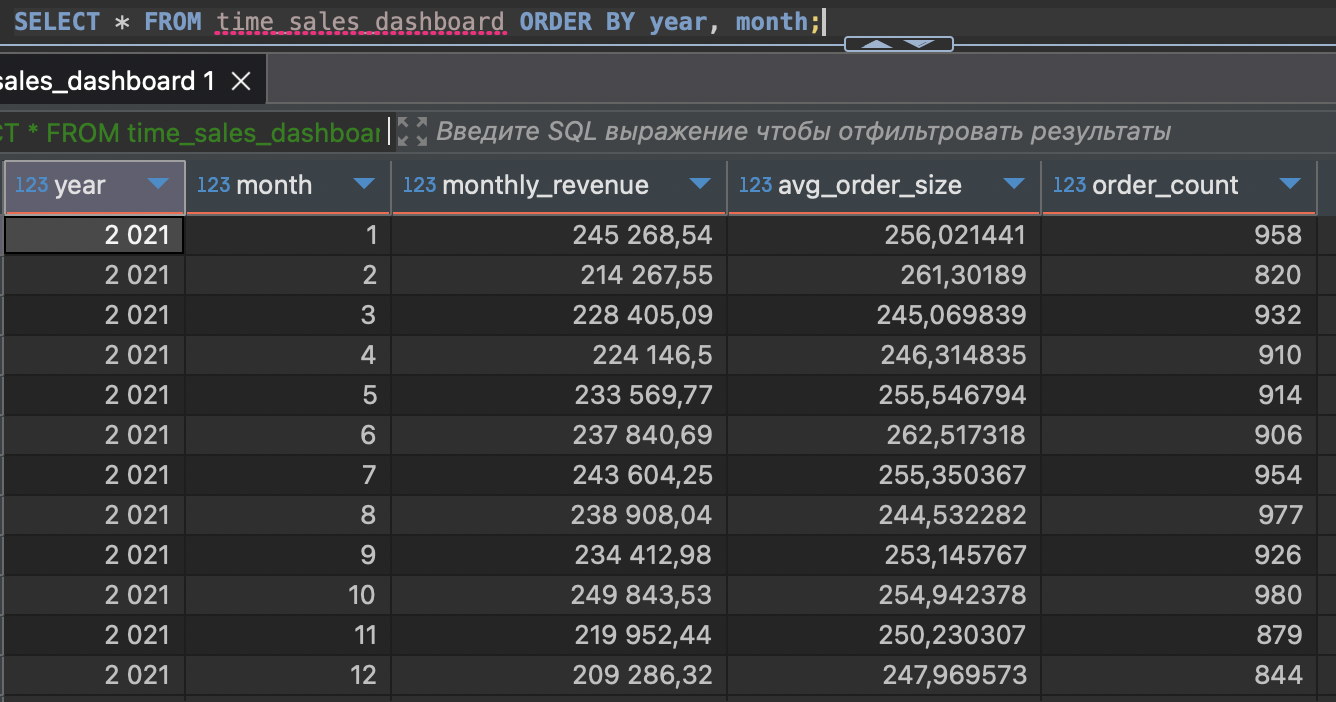 SELECT * FROM time_sales_dashboard ORDER BY year, month;
sales_dashboard 1
CT * FROM time_sales_dashboar Введите SQL выражение чтобы отфильтровать результаты
123 year 123 month 123 monthly_revenue 123 avg_order_size 123 order_count
2 021 1 245 268,54 256,021441 958
2 021 2 214 267,55 261,30189 820
2 021 3 228 405,09 245,069839 932
2 021 4 224 146,5 246,314835 910
2 021 5 233 569,77 255,546794 914
2 021 6 237 840,69 262,517318 906
2 021 7 243 604,25 255,350367 954
2 021 8 238 908,04 244,532282 977
2 021 9 234 412,98 253,145767 926
2 021 10 249 843,53 254,942378 980
2 021 11 219 952,44 250,230307 879
2 021 12 209 286,32 247,969573 844